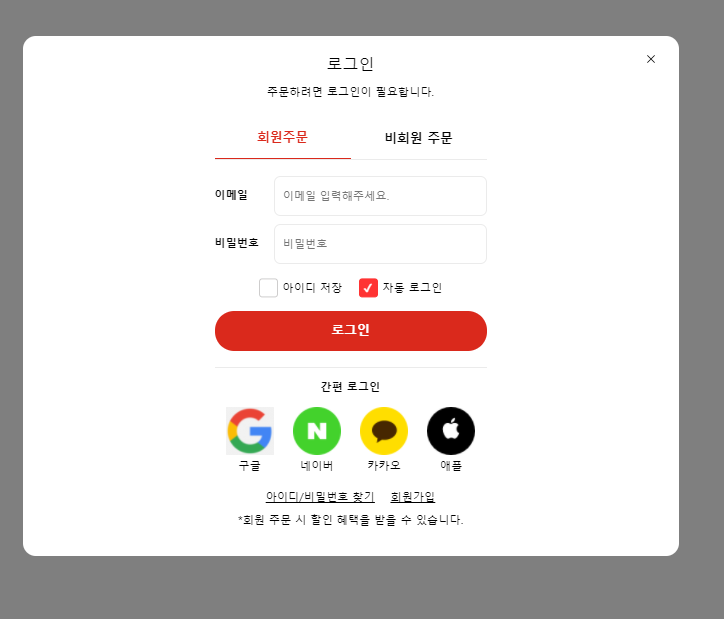 로그인
주문하려면 로그인이 필요합니다.
회원주문 비회원 주문
이메일 이메일 입력해주세요.
비밀번호 비밀번호
아이디 저장 자동 로그인
로그인
간편 로그인
구글 네이버 카카오 애플
아이디/비밀번호 찾기 회원가입
*회원 주문 시 할인 혜택을 받을 수 있습니다.